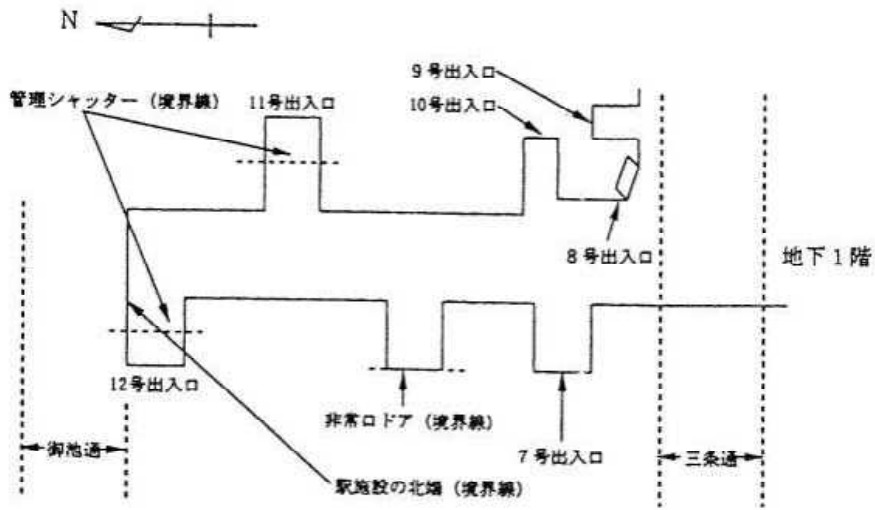 N
9号出入口
管理シャッター（境界線）
11号出入口
10号出入口
8号出入口
地下1階
12号出入口
非常口ドア（境界線）
7号出入口
御池通
三条通
駅施設の北端（境界線）